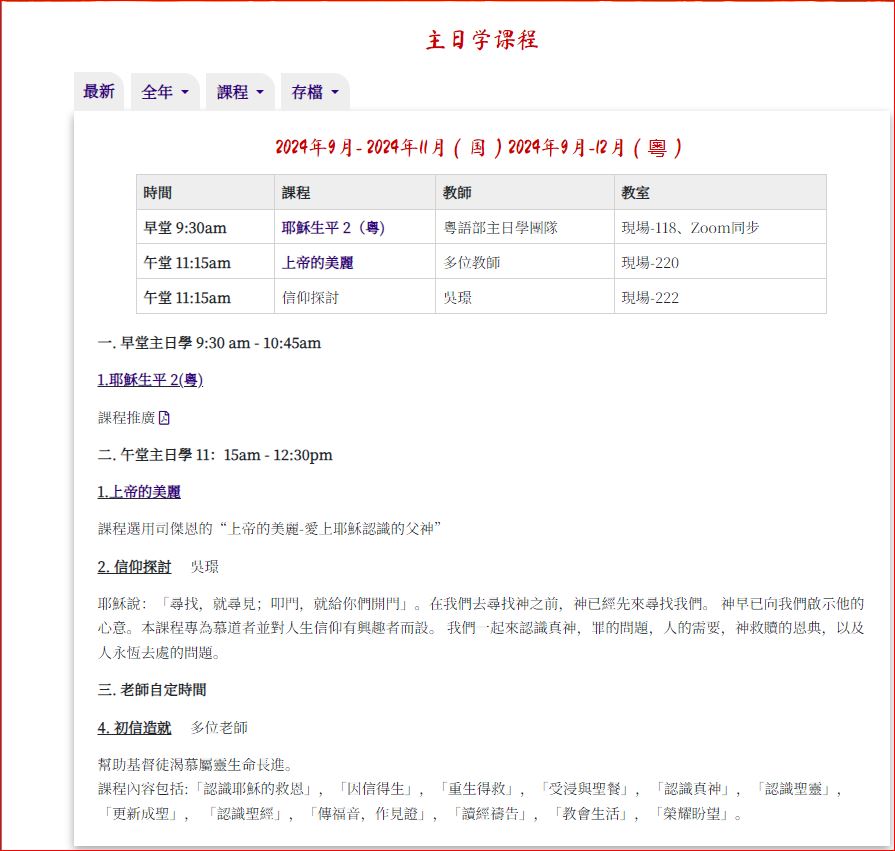 主日学课程
最新 全年 課程 存檔
2024年9月- 2024年11月 ( 国 ) 2024年9月-12月 ( 粵 )
時間 課程 教師 教室
早堂 9:30am 耶穌生平 2（粵) 粵語部主日學團隊 現場-118、Zoom同步
午堂 11:15am 上帝的美麗 多位教師 現場-220
午堂 11:15am 信仰探討 吳璟 現場-222
一. 早堂主日學 9:30 am - 10:45am
1.耶穌生平 2(粵)
課程推廣
二. 午堂主日學 11：15am - 12:30pm
1.上帝的美麗
課程選用司傑恩的“上帝的美麗-愛上耶穌認識的父神”
2. 信仰探討 吳璟
耶穌說：「尋找，就尋見；叩門，就給你們開門」。在我們去尋找神之前，神已經先來尋找我們。 神早已向我們啟示他的
心意。本課程專為慕道者並對人生信仰有興趣者而設。 我們一起來認識真神，罪的問題，人的需要，神救贖的恩典，以及
人永恆去處的問題。
三. 老師自定時間
4. 初信造就 多位老師
幫助基督徒渴慕屬靈生命長進。
課程內容包括:「認識耶穌的救恩」，「因信得生」，「重生得救」，「受浸與聖餐」，「認識真神」，「認識聖靈」，
「更新成聖」，「認識聖經」，「傳福音，作見證」，「讀經禱告」，「教會生活」，「榮耀盼望」。